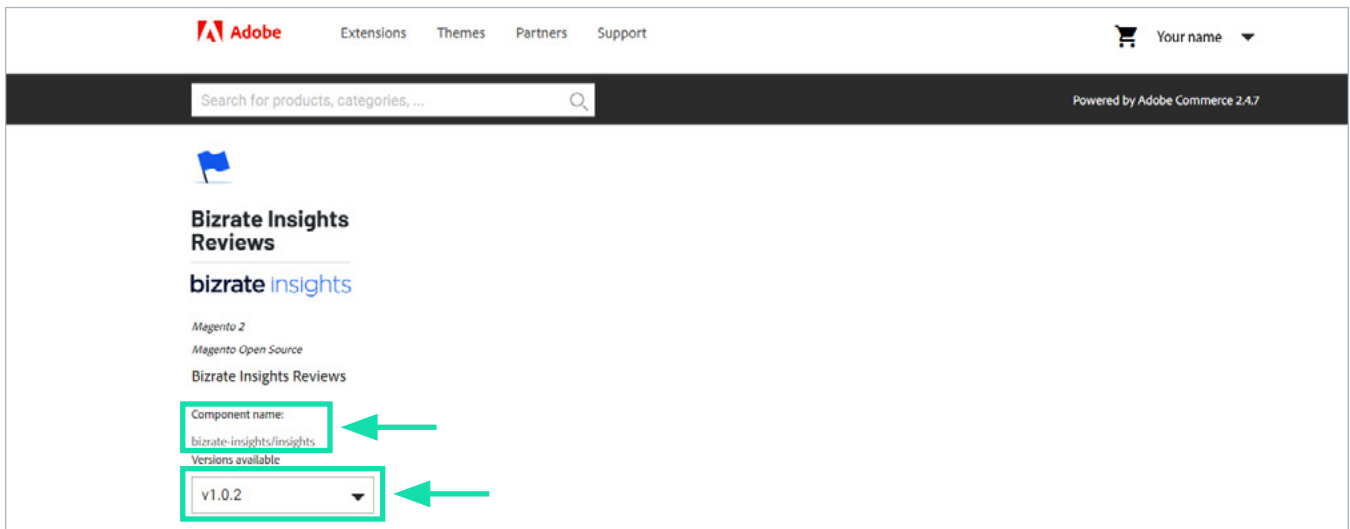 Adobe Extensions Themes Partners Support Your name
Search for products, categories, ...
Powered by Adobe Commerce 2.4.7
Bizrate Insights
Reviews
bizrate insights
Magento 2
Magento Open Source
Bizrate Insights Reviews
Component name:
bizrate-insights/insights
Versions available
v1.0.2